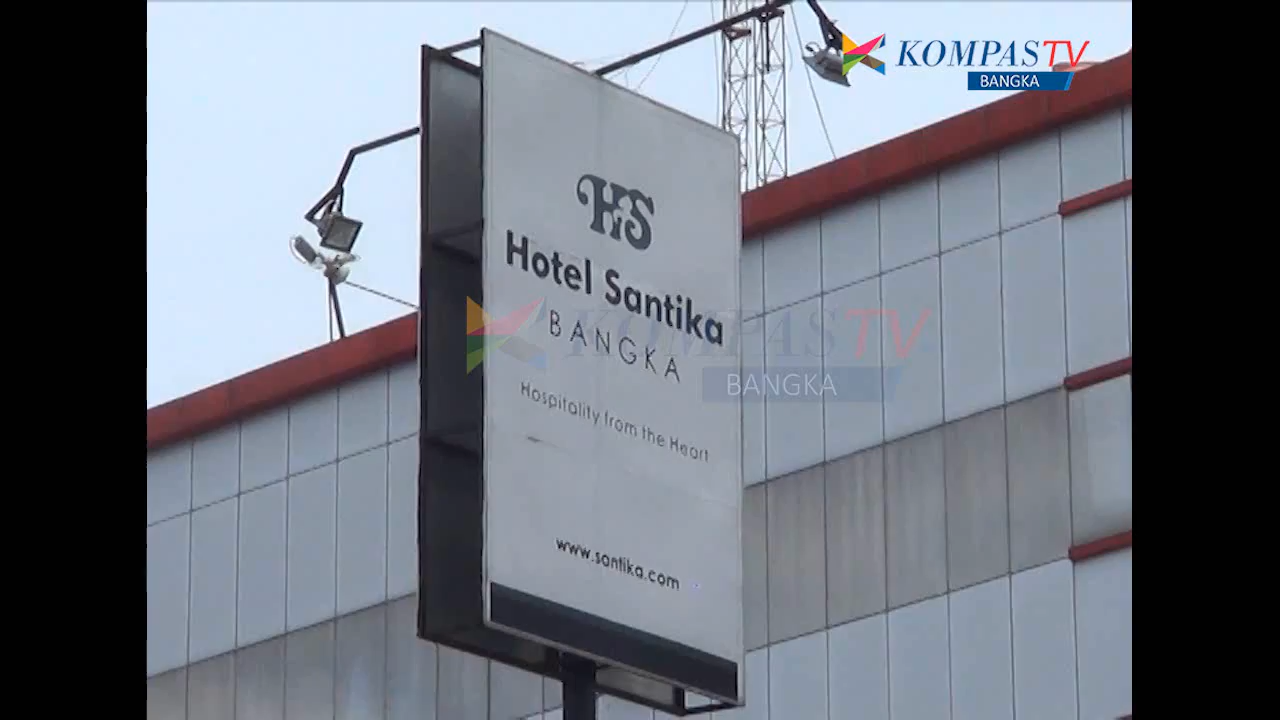 KOMPASTV
BANGKA
HS
Hotel Santika
BANGKA
Hospitality from the Heart
www.santika.com
KOMPASTV
BANGKA